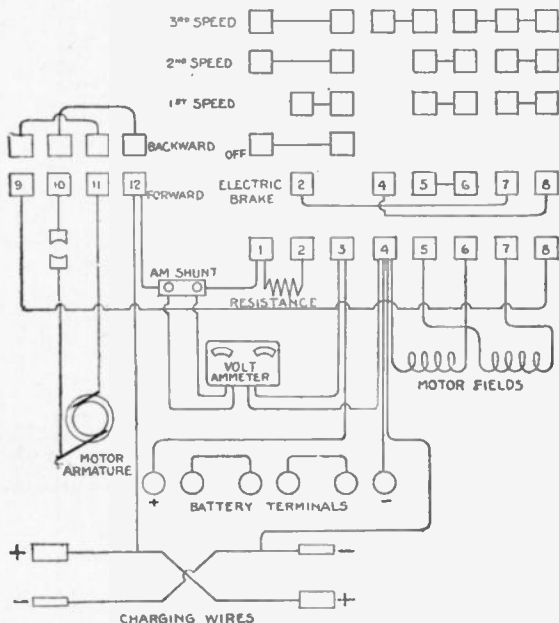 3RD SPEED
2ND SPEED
1ST SPEED
BACKWARD OFF
9 10 11 12 ELECTRIC BRAKE 2 4 5 6 7 8
FORWARD
1 2 3 4 5 6 7 8
AM SHUNT
RESISTANCE
VOLT AMMETER
MOTOR FIELDS
MOTOR ARMATURE
+ BATTERY TERMINALS -
+ -
- +
CHARGING WIRES